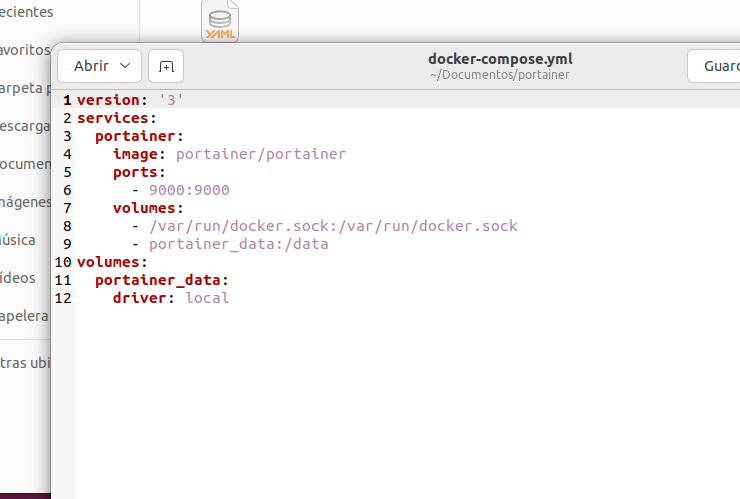 ecientes
YAML
avoritos
Abrir
docker-compose.yml
~/Documentos/portainer
Guard
arpeta p
escarga
ocumen
mágenes
úsica
ídeos
apelera
tras ubi
1 version: '3'
2 services:
3   portainer:
4     image: portainer/portainer
5     ports:
6       - 9000:9000
7     volumes:
8       - /var/run/docker.sock:/var/run/docker.sock
9       - portainer_data:/data
10 volumes:
11   portainer_data:
12     driver: local